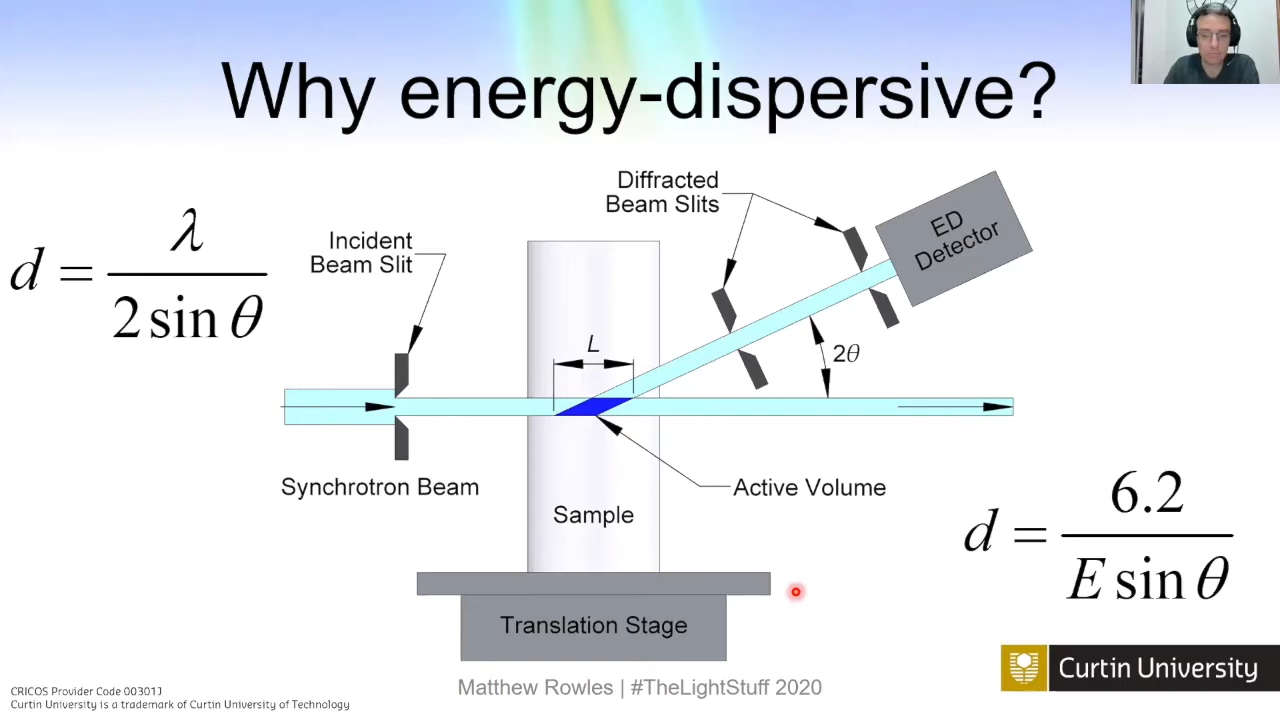 Why energy-dispersive?
d = λ / 2 sin θ
Incident
Beam Slit
Diffracted
Beam Slits
ED
Detector
L
2θ
Synchrotron Beam
Active Volume
Sample
d = 6.2 / E sin θ
Translation Stage
Matthew Rowles | #TheLightStuff 2020
Curtin University
CRICOS Provider Code 00301J
Curtin University is a trademark of Curtin University of Technology